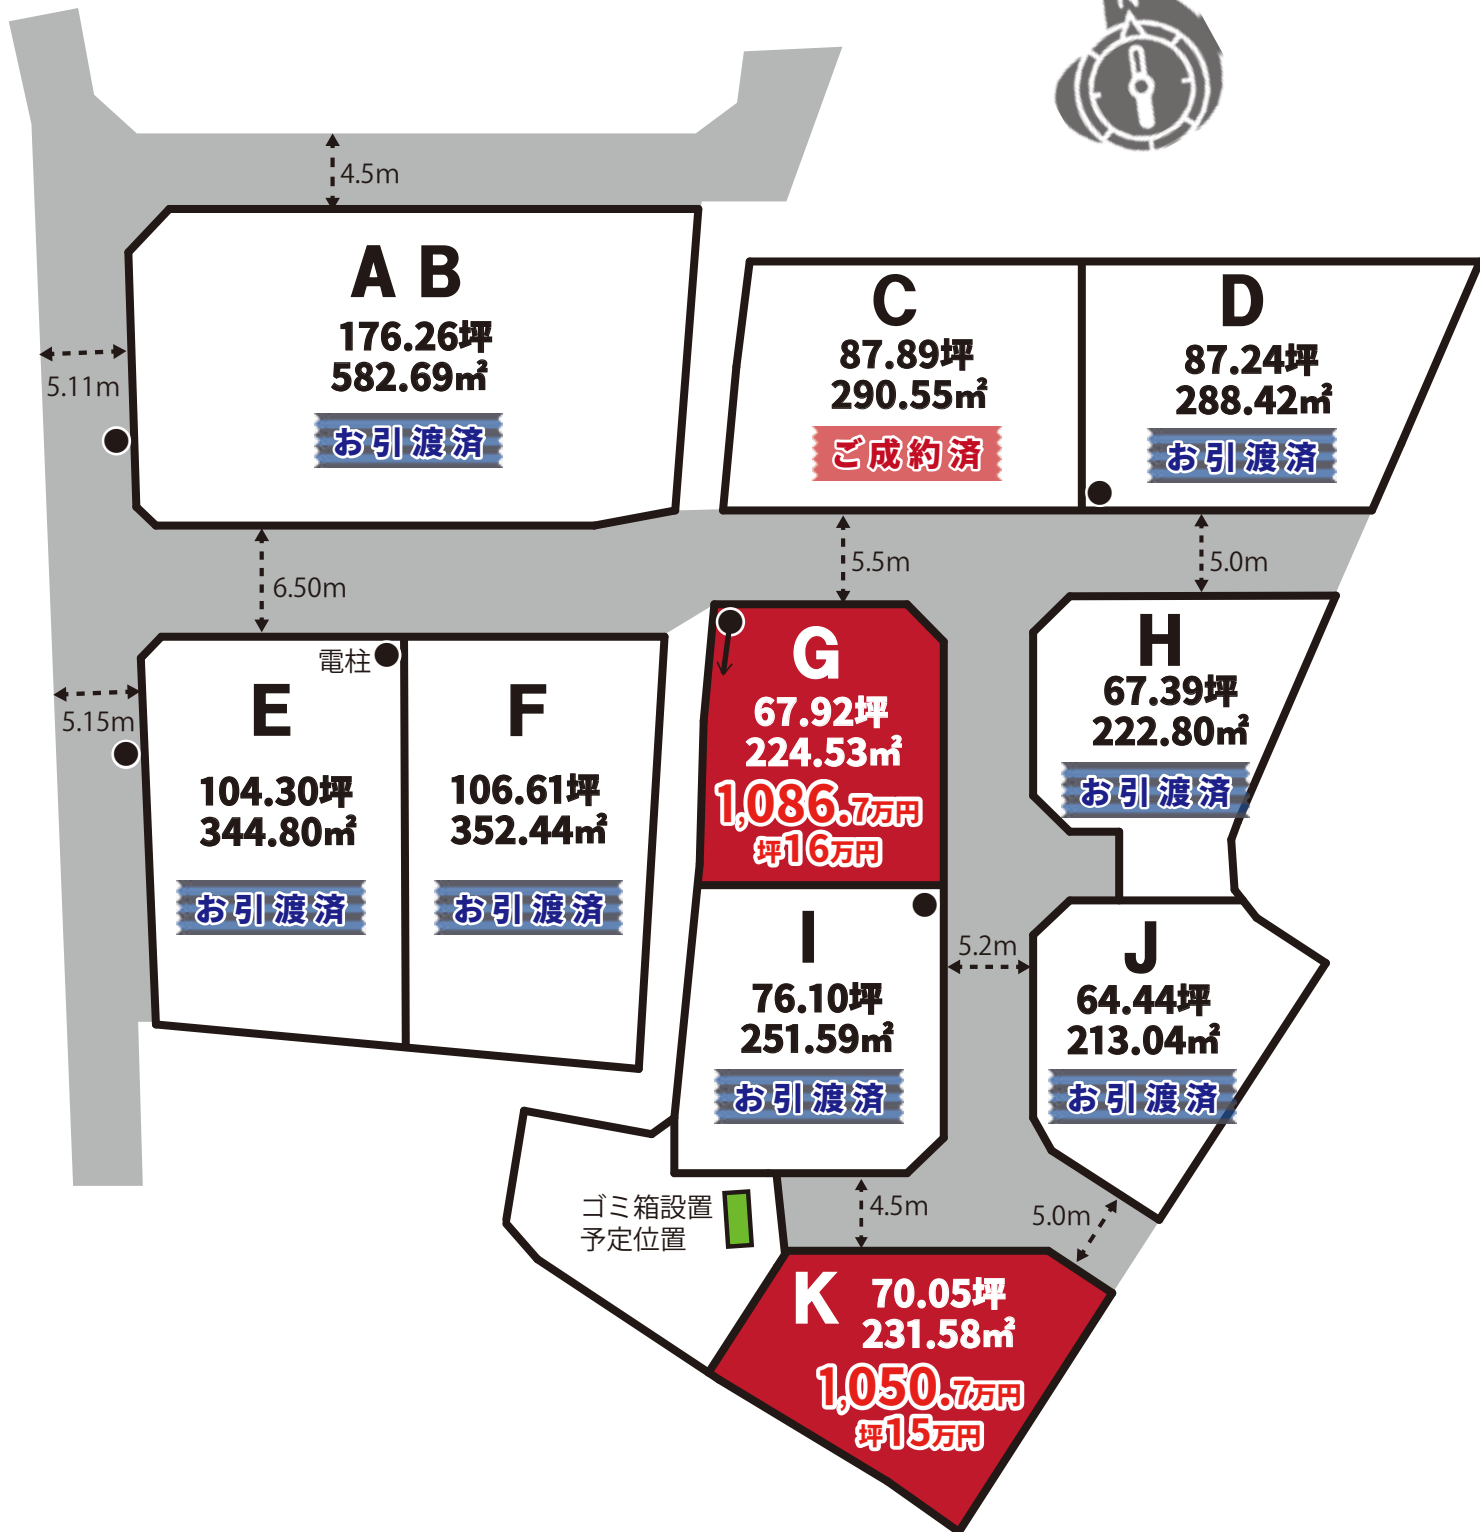 N
4.5m
A B
176.26坪
582.69㎡
お引渡済
5.11m
C
87.89坪
290.55㎡
ご成約済
D
87.24坪
288.42㎡
お引渡済
6.50m
5.5m
5.0m
電柱
5.15m
E
104.30坪
344.80㎡
お引渡済
F
106.61坪
352.44㎡
お引渡済
G
67.92坪
224.53㎡
1,086.7万円
坪16万円
H
67.39坪
222.80㎡
お引渡済
I
76.10坪
251.59㎡
お引渡済
5.2m
J
64.44坪
213.04㎡
お引渡済
ゴミ箱設置
予定位置
4.5m
5.0m
K
70.05坪
231.58㎡
1,050.7万円
坪15万円